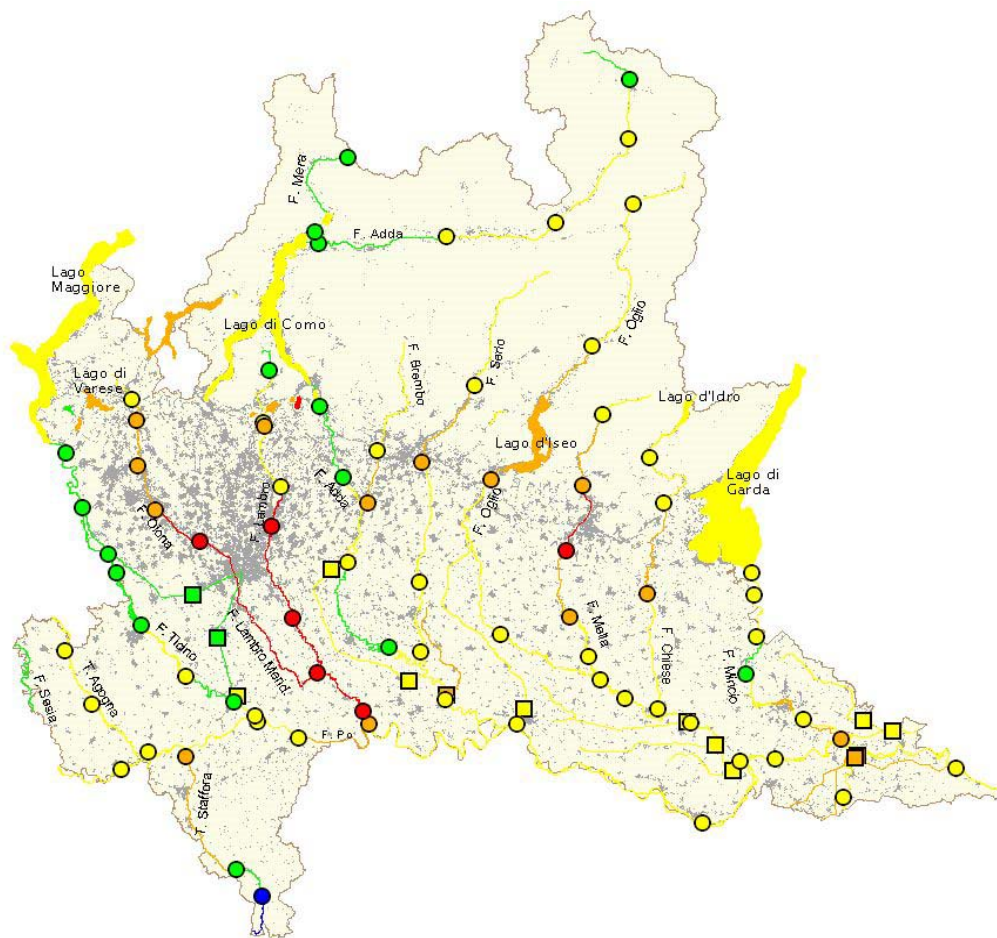 F. Mera
F. Adda
Lago
Maggiore
F. Oglio
Lago di Como
F. Serio
F. Brembo
Lago di
Varese
Lago d'Idro
Lago d'Iseo
Lago di
Garda
F. Adda
F. Lambro
F. Olona
F. Oglio
F. Lambro Merid.
F. Ticino
F. Mella
F. Chiese
F. Mincio
F. Sesia
T. Agogna
F. Po
T. Staffora